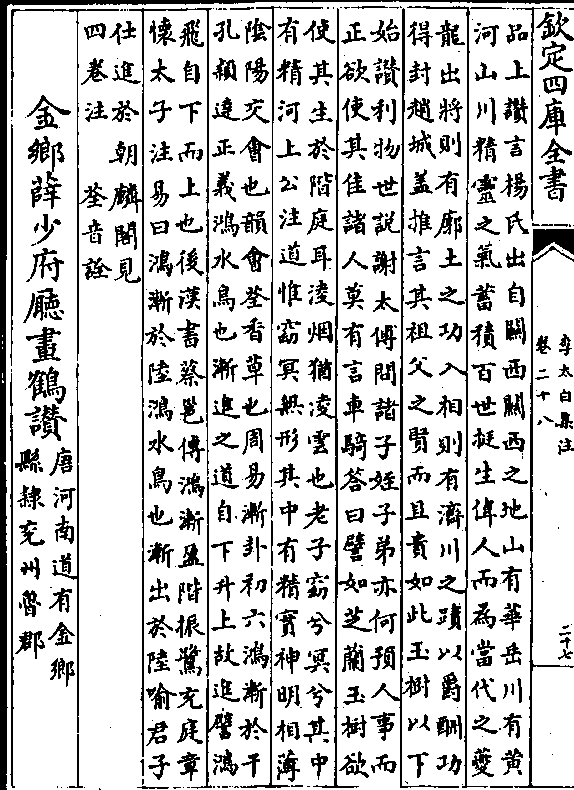 欽定四庫全書
李太白集注
卷二十八
二十七
品上讚言楊氏出自關西關西之地山有華岳川有黄
河山川精靈之氣蓄積百世挺生偉人而為當代之夔
龍出將則有廓土之功入相則有濟川之蹟以爵酬功
得封趙城盖推言其祖父之賢而且貴如此玉樹以下
始讚利物世説謝太傅問諸子姪子弟亦何預人事而
正欲使其佳諸人莫有言車騎答曰譬如芝蘭玉樹欲
使其生於階庭耳淩烟猶淩雲也老子窈兮冥兮其中
有精河上公注道惟窈冥無形其中有精實神明相薄
陰陽交會也韻會荃香草也周易漸卦初六鴻漸於干
孔穎達正義鴻水鳥也漸進之道自下升上故進譬鴻
飛自下而上也後漢書蔡邕傳鴻漸盈階振鷺充庭章
懷太子注易曰鴻漸於陸鴻水鳥也漸出於陸喻君子
仕進於朝麟閣見
四卷注　荃音詮
金鄉薛少府廳畫鶴讚
唐河南道有金鄉
縣隸兖州魯郡